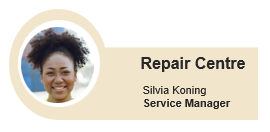 Repair Centre
Silvia Koning
Service Manager